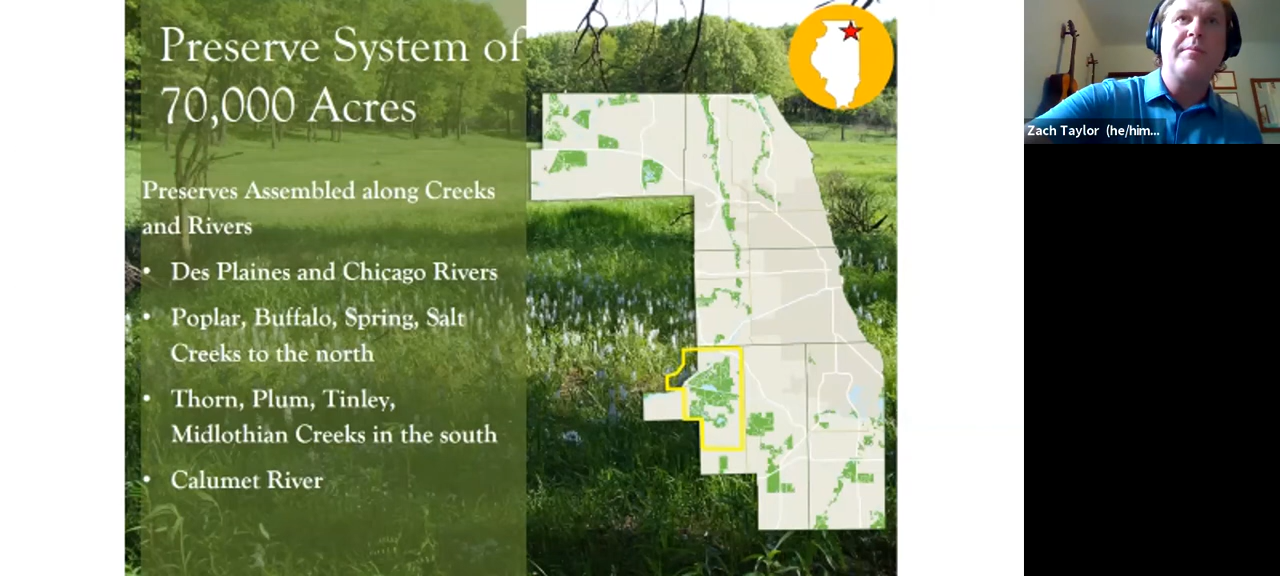 Preserve System of
70,000 Acres
Preserves Assembled along Creeks
and Rivers
• Des Plaines and Chicago Rivers
• Poplar, Buffalo, Spring, Salt
Creeks to the north
• Thorn, Plum, Tinley,
Midlothian Creeks in the south
• Calumet River
Zach Taylor (he/him...